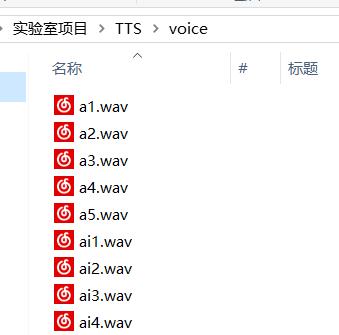 实验室项目 > TTS > voice
名称 # 标题
a1.wav
a2.wav
a3.wav
a4.wav
a5.wav
ai1.wav
ai2.wav
ai3.wav
ai4.wav